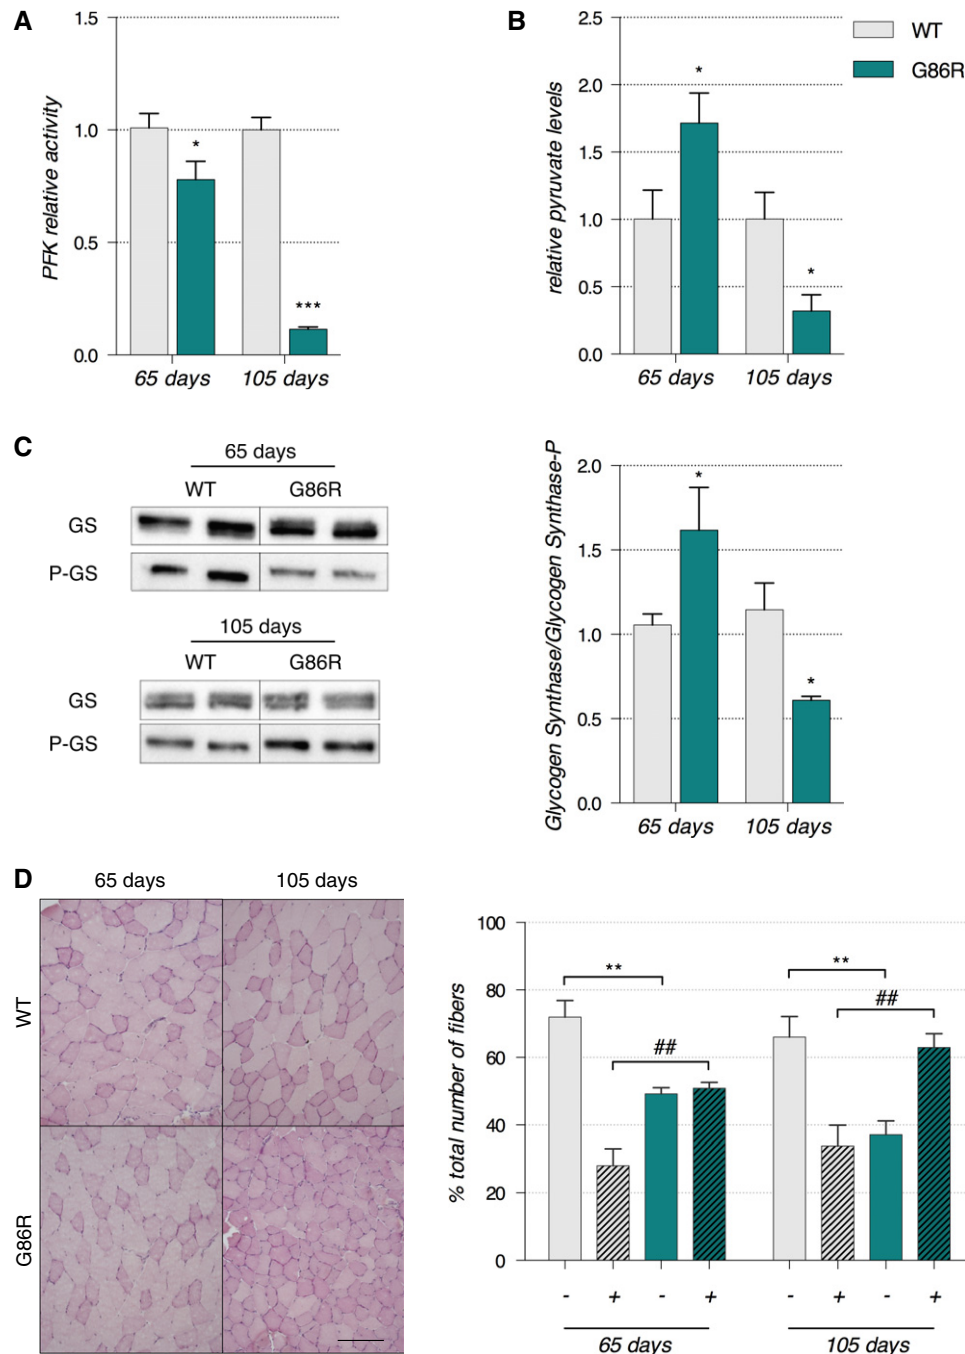 A
1.5
1.0
0.5
0.0
PFK relative activity
*
***
65 days
105 days
B
2.5
2.0
1.5
1.0
0.5
0.0
relative pyruvate levels
*
*
65 days
105 days
WT
G86R
C
65 days
WT G86R
GS
P-GS
105 days
WT G86R
GS
P-GS
Glycogen Synthase/Glycogen Synthase-P
2.0
1.5
1.0
0.5
0.0
*
*
65 days
105 days
D
65 days 105 days
WT
G86R
% total number of fibers
100
80
60
40
20
0
**
##
**
##
- + - + - + - +
65 days
105 days